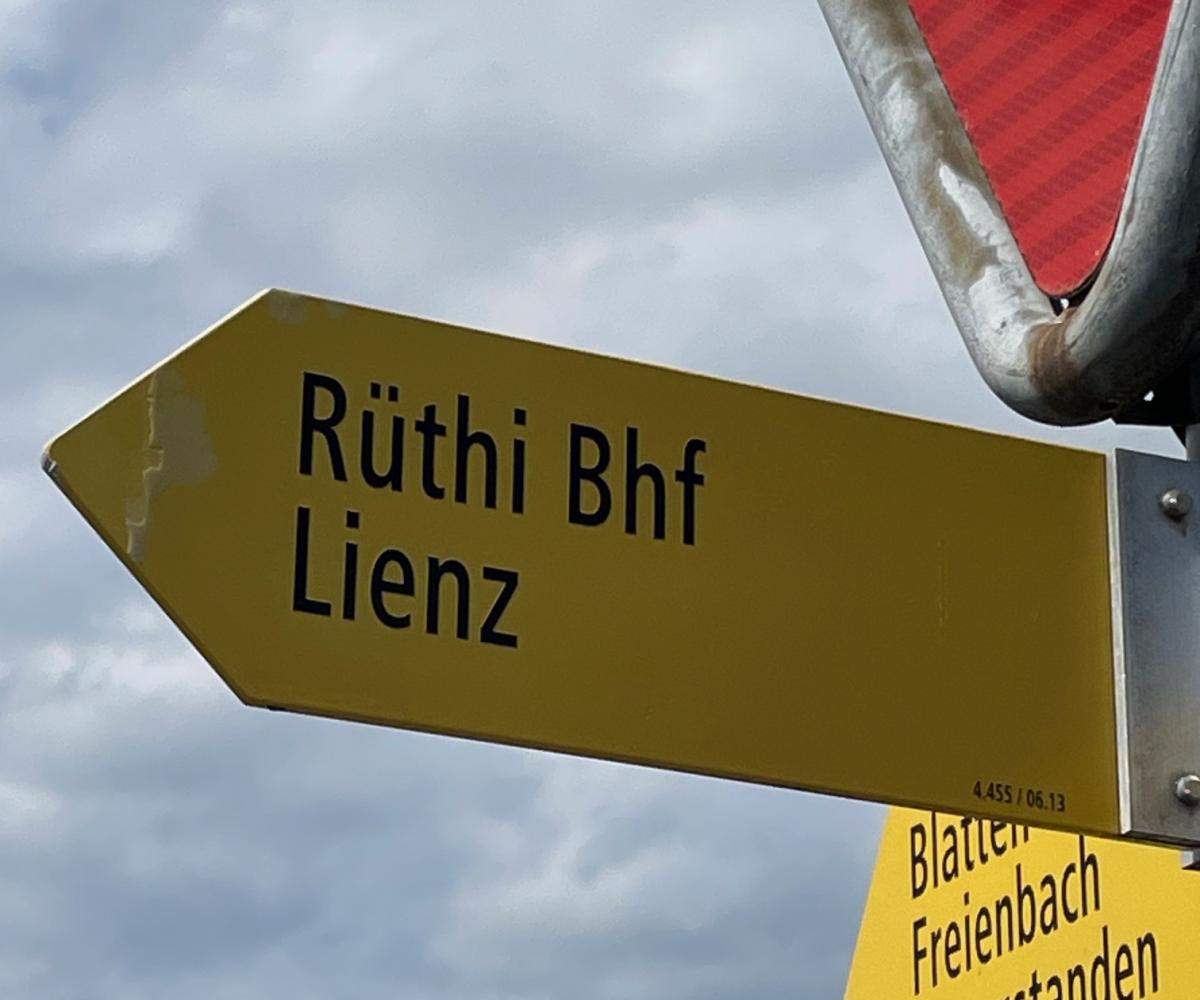 Rüthi Bhf
Lienz
4.455 / 06.13
Blatten
Freienbach